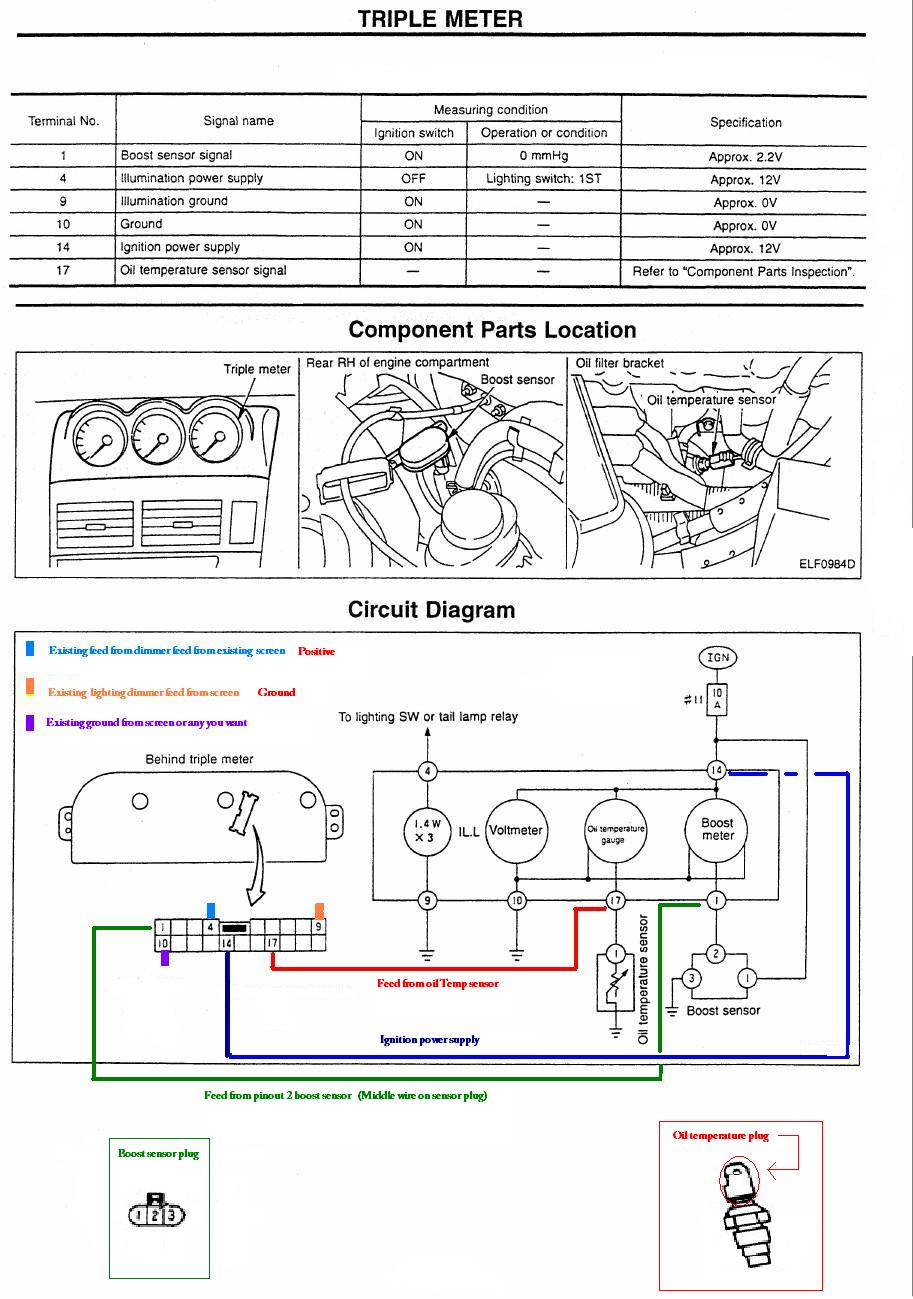 TRIPLE METER
Terminal No. Signal name Measuring condition Specification
Ignition switch Operation or condition
1 Boost sensor signal ON 0 mmHg Approx. 2.2V
4 Illumination power supply OFF Lighting switch: 1ST Approx. 12V
9 Illumination ground ON — Approx. 0V
10 Ground ON — Approx. 0V
14 Ignition power supply ON — Approx. 12V
17 Oil temperature sensor signal — — Refer to "Component Parts Inspection".
Component Parts Location
Triple meter
Rear RH of engine compartment
Boost sensor
Oil filter bracket
Oil temperature sensor
ELF0984D
Circuit Diagram
Existing feed from dimmer feed from existing screen Positive
Existing lighting dimmer feed from screen Ground
Existing ground from screen or any you want
IGN
#11 10 A
To lighting SW or tail lamp relay
Behind triple meter
4 14
1.4W X 3
IL.L
Voltmeter
Oil temperature gauge
Boost meter
9 10 17 1
1 4 9
10 14 17
Oil temperature sensor
1
2
3 1
Boost sensor
Feed from oil Temp sensor
Ignition power supply
Feed from pinout 2 boost sensor (Middle wire on sensor plug)
Boost sensor plug
1 2 3
Oil temperature plug